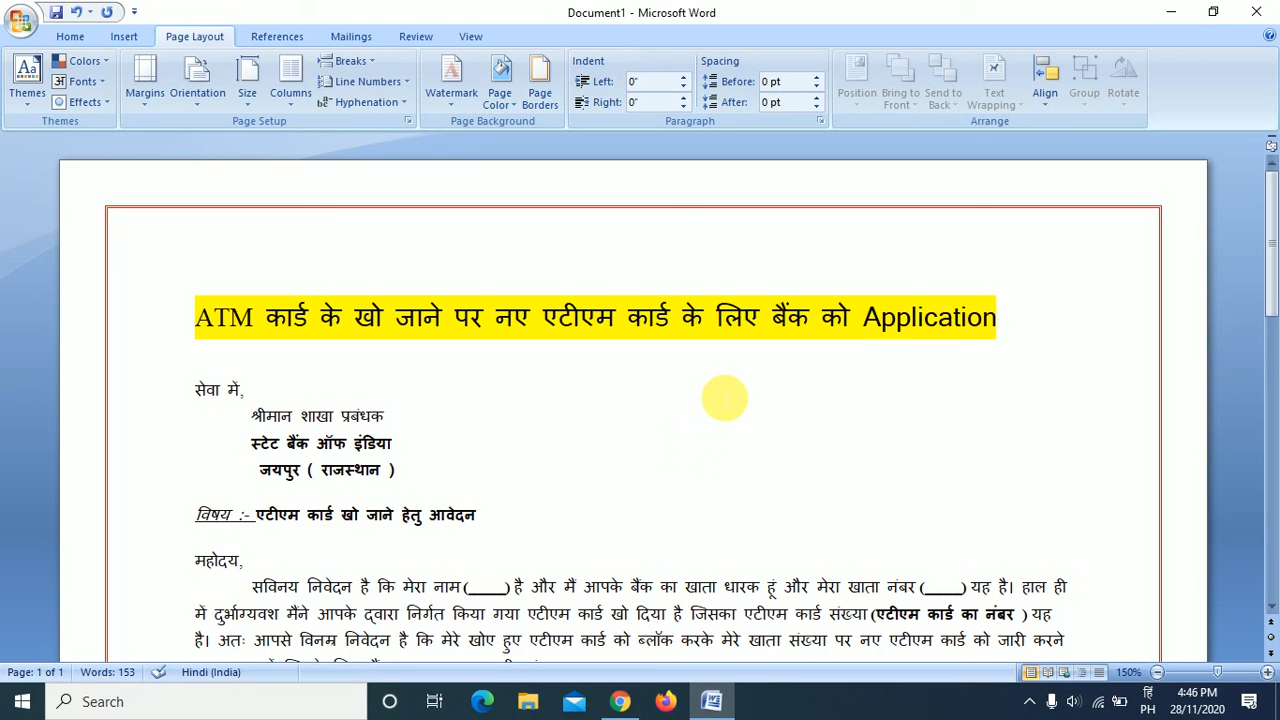 Document1 - Microsoft Word
Home Insert Page Layout References Mailings Review View
Themes Colors Fonts Effects Themes
Margins Orientation Size Columns Breaks Line Numbers Hyphenation Page Setup
Watermark Page Color Page Borders Page Background
Indent Left: 0" Right: 0" Spacing Before: 0 pt After: 0 pt Paragraph
Position Bring to Front Send to Back Text Wrapping Align Group Rotate Arrange
ATM कार्ड के खो जाने पर नए एटीएम कार्ड के लिए बैंक को Application
सेवा में,
श्रीमान शाखा प्रबंधक
स्टेट बैंक ऑफ इंडिया
जयपुर ( राजस्थान )
विषय :- एटीएम कार्ड खो जाने हेतु आवेदन
महोदय,
सविनय निवेदन है कि मेरा नाम(____) है और मैं आपके बैंक का खाता धारक हूं और मेरा खाता नंबर (____) यह है। हाल ही
में दुर्भाग्यवश मैंने आपके द्वारा निर्गत किया गया एटीएम कार्ड खो दिया है जिसका एटीएम कार्ड संख्या (एटीएम कार्ड का नंबर ) यह
है। अतः आपसे विनम्र निवेदन है कि मेरे खोए हुए एटीएम कार्ड को ब्लॉक करके मेरे खाता संख्या पर नए एटीएम कार्ड को जारी करने
Page: 1 of 1 Words: 153 Hindi (India) 150%
Search हि 4:46 PM
PH 28/11/2020